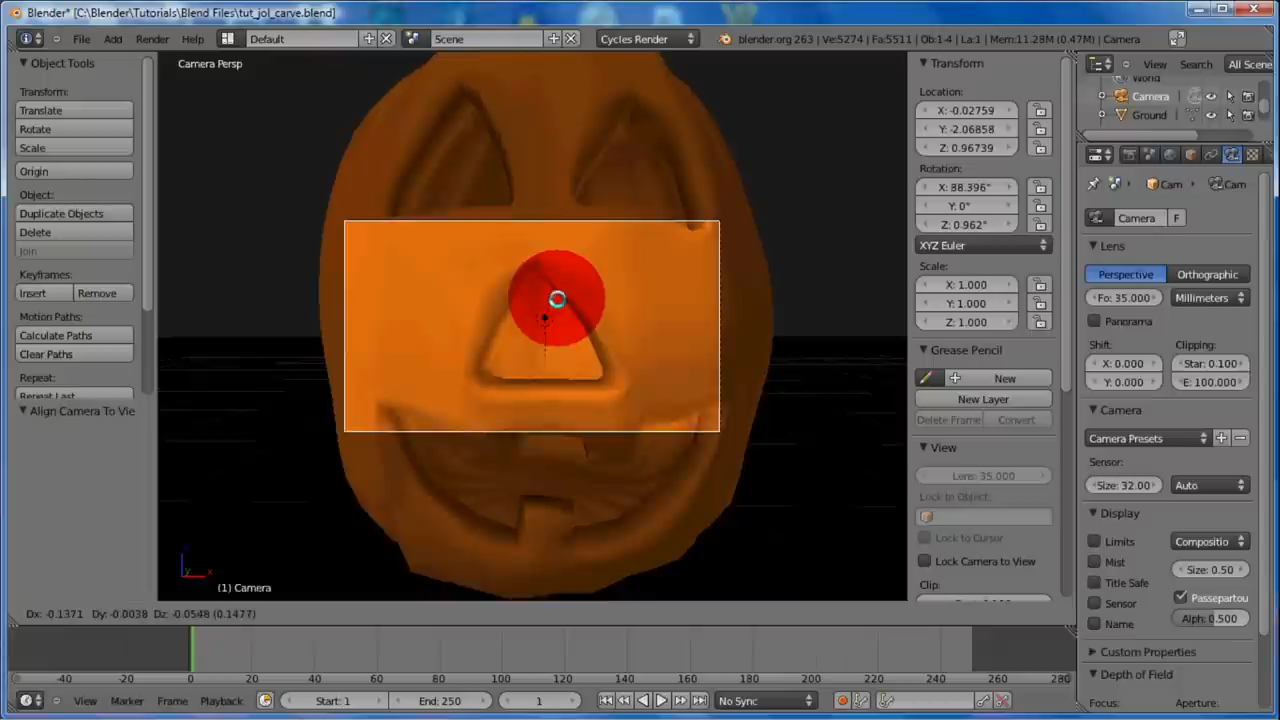 Blender* [C:\Blender\Tutorials\Blend Files\tut_jol_carve.blend]
File Add Render Help Default Scene Cycles Render blender.org 263 | Ve:5274 | Fa:5511 | Ob:1-4 | La:1 | Mem:11.28M (0.47M) | Camera
Object Tools
Transform:
Translate
Rotate
Scale
Origin
Object:
Duplicate Objects
Delete
Join
Keyframes:
Insert Remove
Motion Paths:
Calculate Paths
Clear Paths
Repeat:
Repeat Last
Align Camera To Vie
Camera Persp
(1) Camera
Dx: -0.1371 Dy: -0.0038 Dz: -0.0548 (0.1477)
Transform
Location:
X: -0.02759
Y: -2.06858
Z: 0.96739
Rotation:
X: 88.396°
Y: 0°
Z: 0.962°
XYZ Euler
Scale:
X: 1.000
Y: 1.000
Z: 1.000
Grease Pencil
New
New Layer
Delete Frame Convert
View
Lens: 35.000
Lock to Object:
Lock to Cursor
Lock Camera to View
Clip:
View Search All Scene
World
Camera
Ground
Cam Cam
Camera F
Lens
Perspective Orthographic
Fo: 35.000 Millimeters
Panorama
Shift: Clipping:
X: 0.000 Star: 0.100
Y: 0.000 E: 100.000
Camera
Camera Presets
Sensor:
Size: 32.00 Auto
Display
Limits Compositio
Mist Size: 0.50
Title Safe Passepartou
Sensor Alph: 0.500
Name
Custom Properties
Depth of Field
Focus: Aperture:
-40 -20 0 20 40 60 80 100 120 140 160 180 200 220 240 260 280
View Marker Frame Playback Start: 1 End: 250 1 No Sync